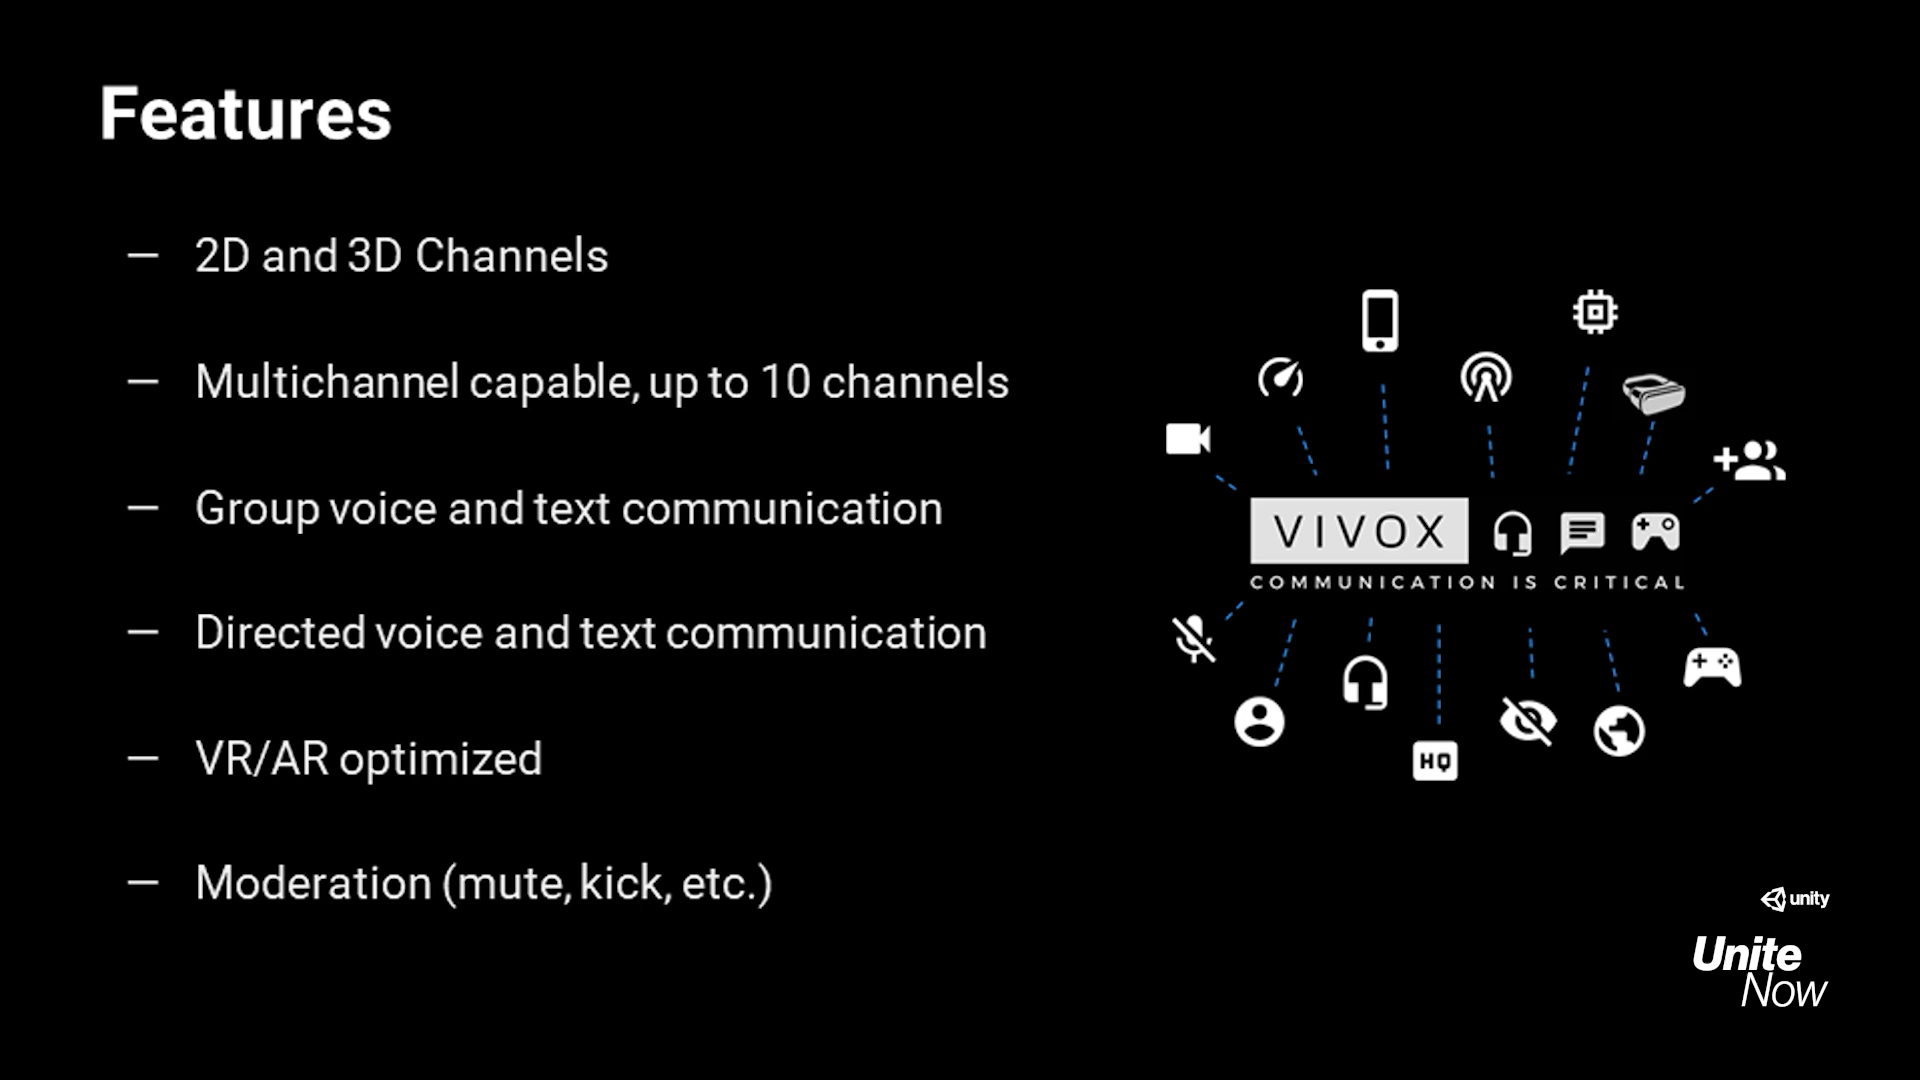 Features
— 2D and 3D Channels
— Multichannel capable, up to 10 channels
— Group voice and text communication
— Directed voice and text communication
— VR/AR optimized
— Moderation (mute, kick, etc.)
VIVOX
COMMUNICATION IS CRITICAL
HQ
unity
Unite
Now